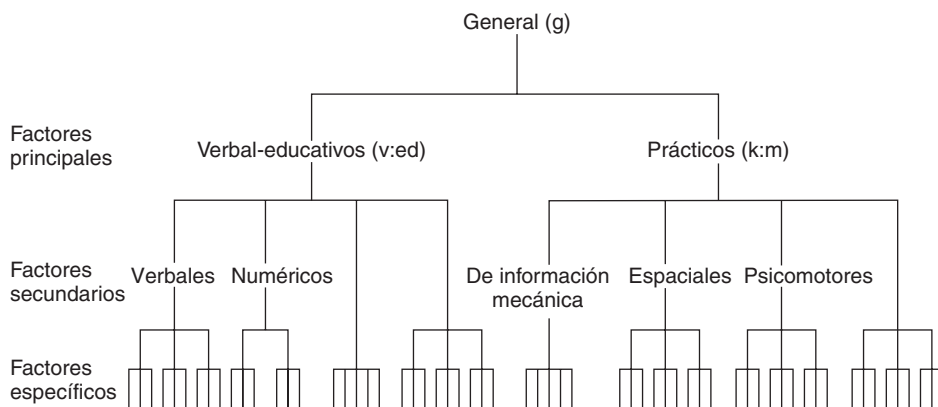 General (g)
Factores
principales
Verbal-educativos (v:ed)
Prácticos (k:m)
Factores
secundarios
Verbales
Numéricos
De información
mecánica
Espaciales
Psicomotores
Factores
específicos